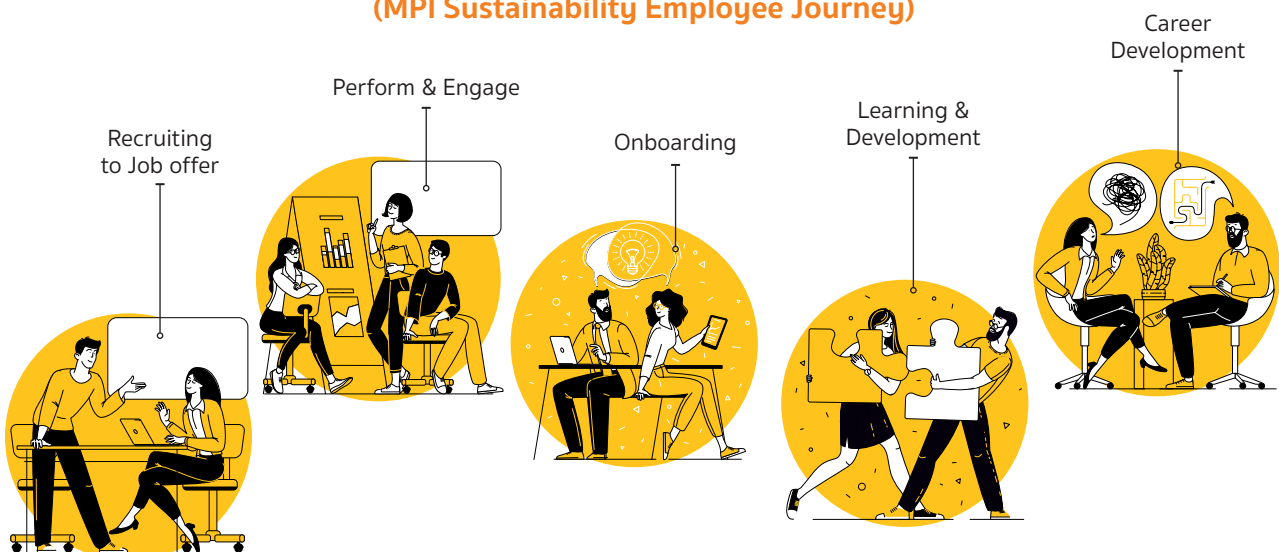 (MPI Sustainability Employee Journey)
Recruiting
to Job offer
Perform & Engage
Onboarding
Learning &
Development
Career
Development